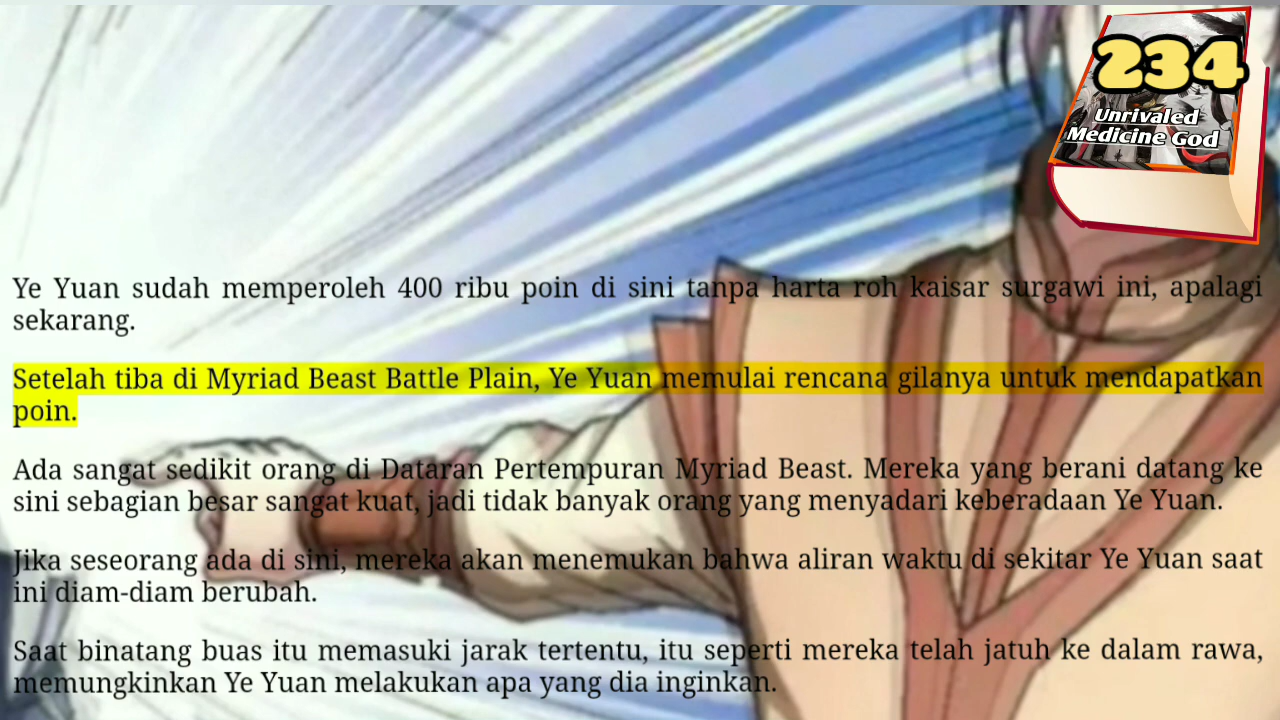 234
Unrivaled
Medicine God
Ye Yuan sudah memperoleh 400 ribu poin di sini tanpa harta roh kaisar surgawi ini, apalagi
sekarang.
Setelah tiba di Myriad Beast Battle Plain, Ye Yuan memulai rencana gilanya untuk mendapatkan
poin.
Ada sangat sedikit orang di Dataran Pertempuran Myriad Beast. Mereka yang berani datang ke
sini sebagian besar sangat kuat, jadi tidak banyak orang yang menyadari keberadaan Ye Yuan.
Jika seseorang ada di sini, mereka akan menemukan bahwa aliran waktu di sekitar Ye Yuan saat
ini diam-diam berubah.
Saat binatang buas itu memasuki jarak tertentu, itu seperti mereka telah jatuh ke dalam rawa,
memungkinkan Ye Yuan melakukan apa yang dia inginkan.